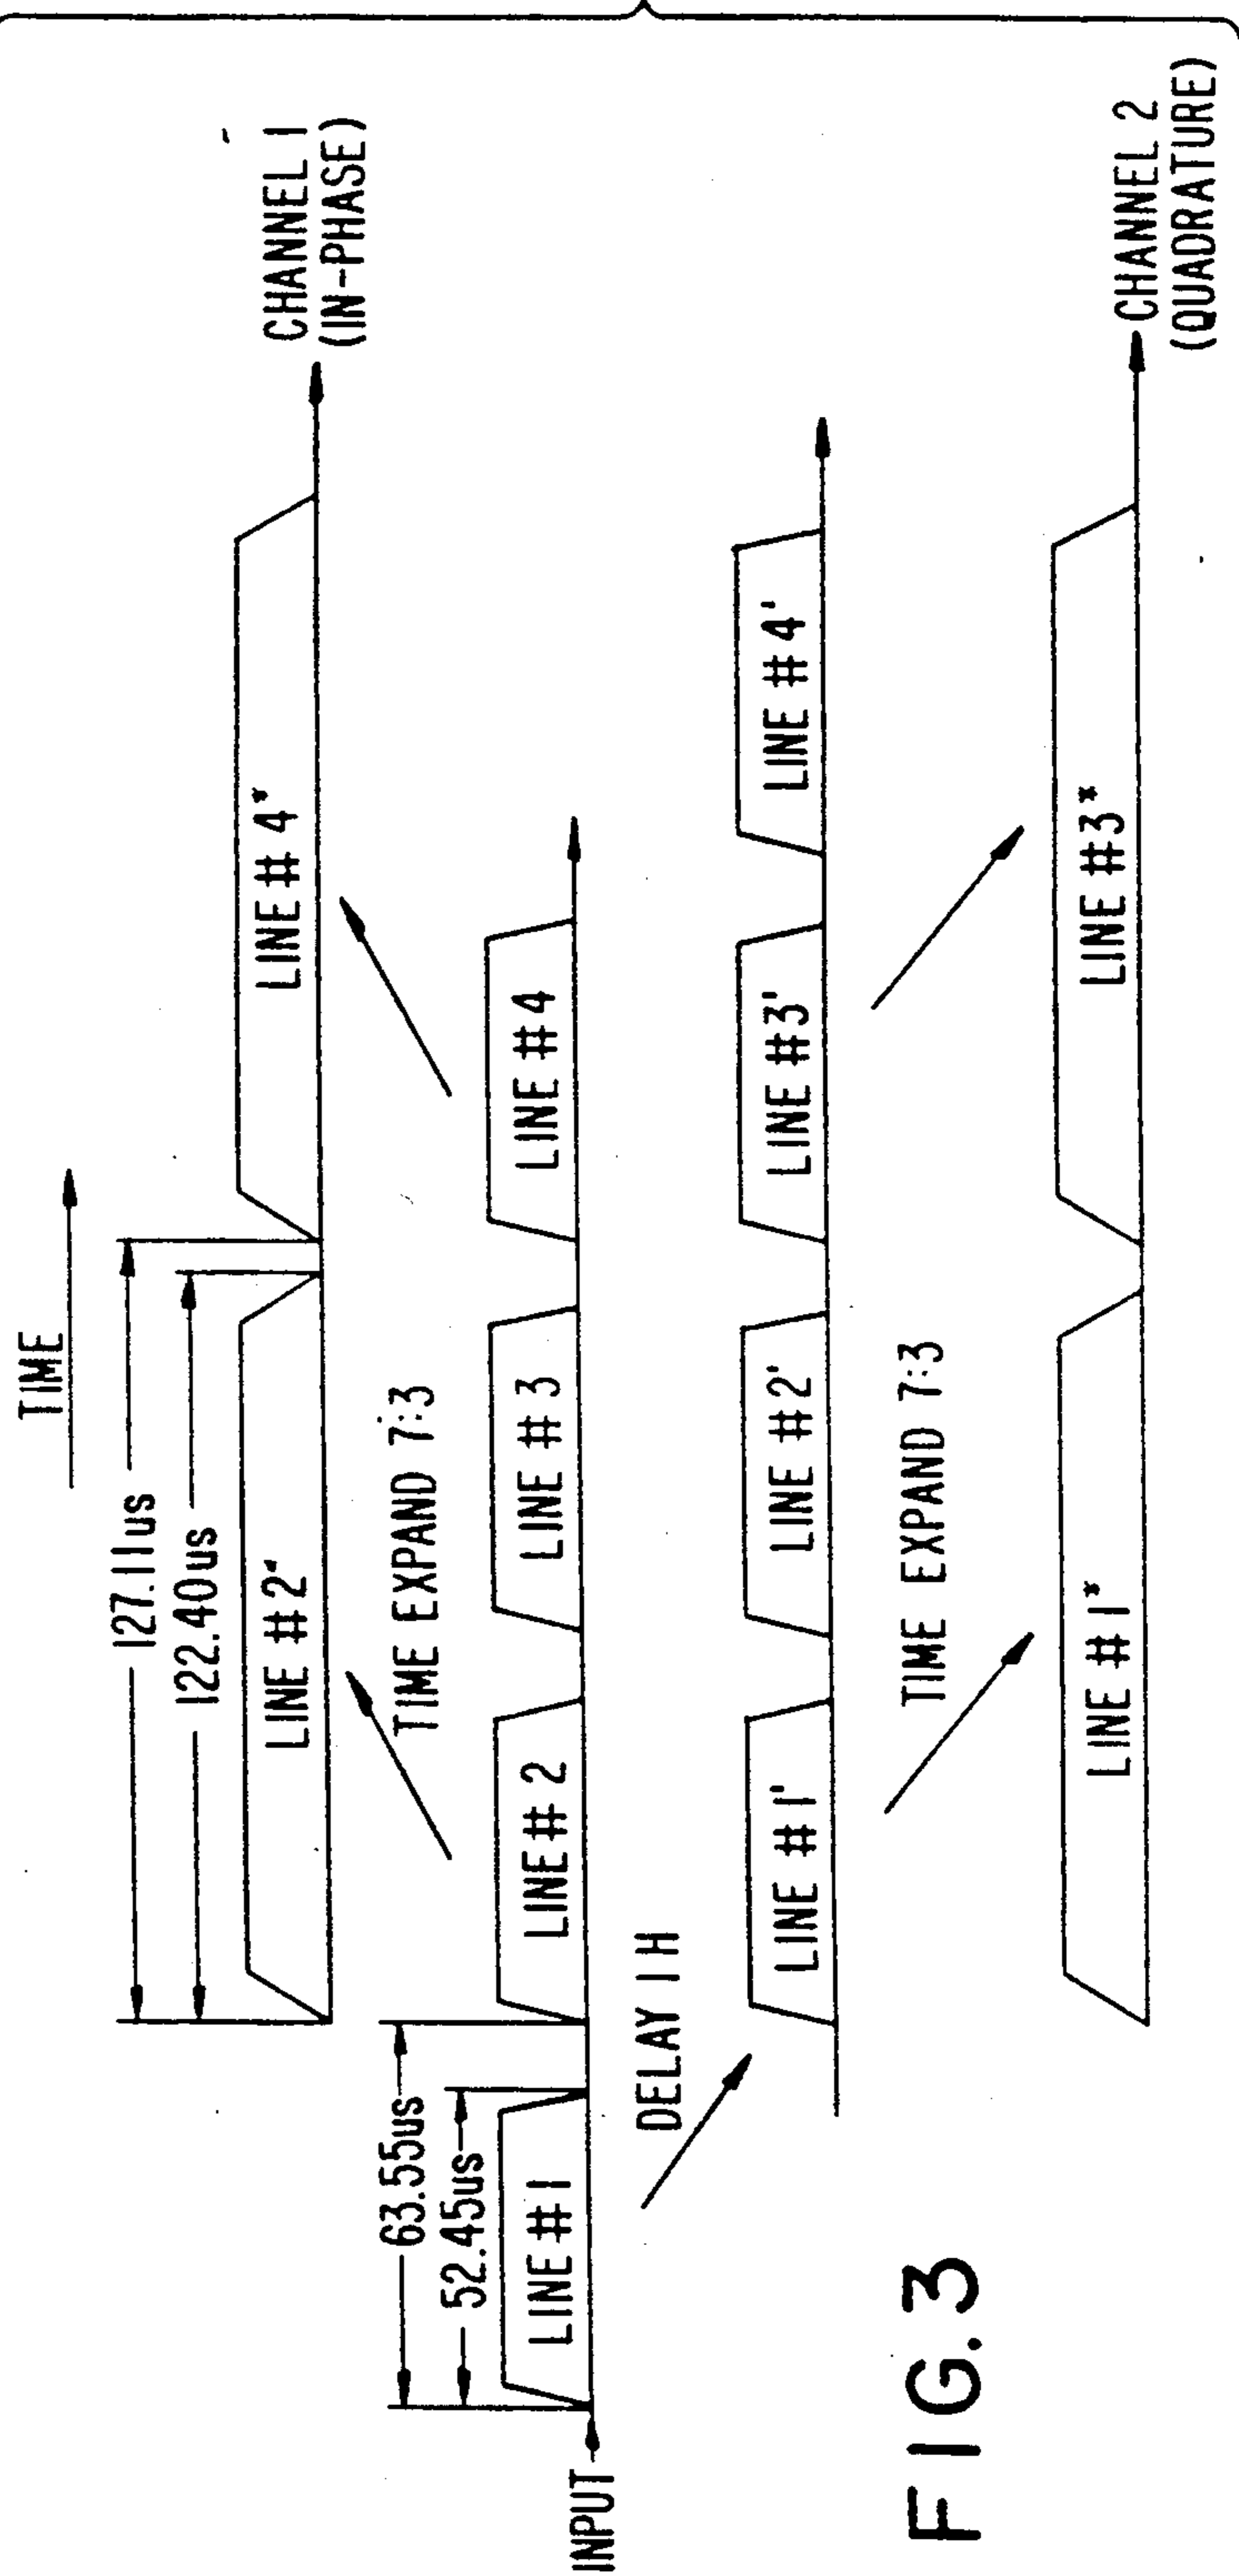 TIME
127.11us
122.40us
LINE #2"
LINE # 4*
CHANNEL 1
(IN-PHASE)
TIME EXPAND 7:3
63.55us
52.45us
INPUT
LINE #1
LINE # 2
LINE # 3
LINE #4
DELAY 1H
LINE #1'
LINE #2'
LINE #3'
LINE #4'
TIME EXPAND 7:3
LINE #1*
LINE #3*
CHANNEL 2
(QUADRATURE)
FIG.3